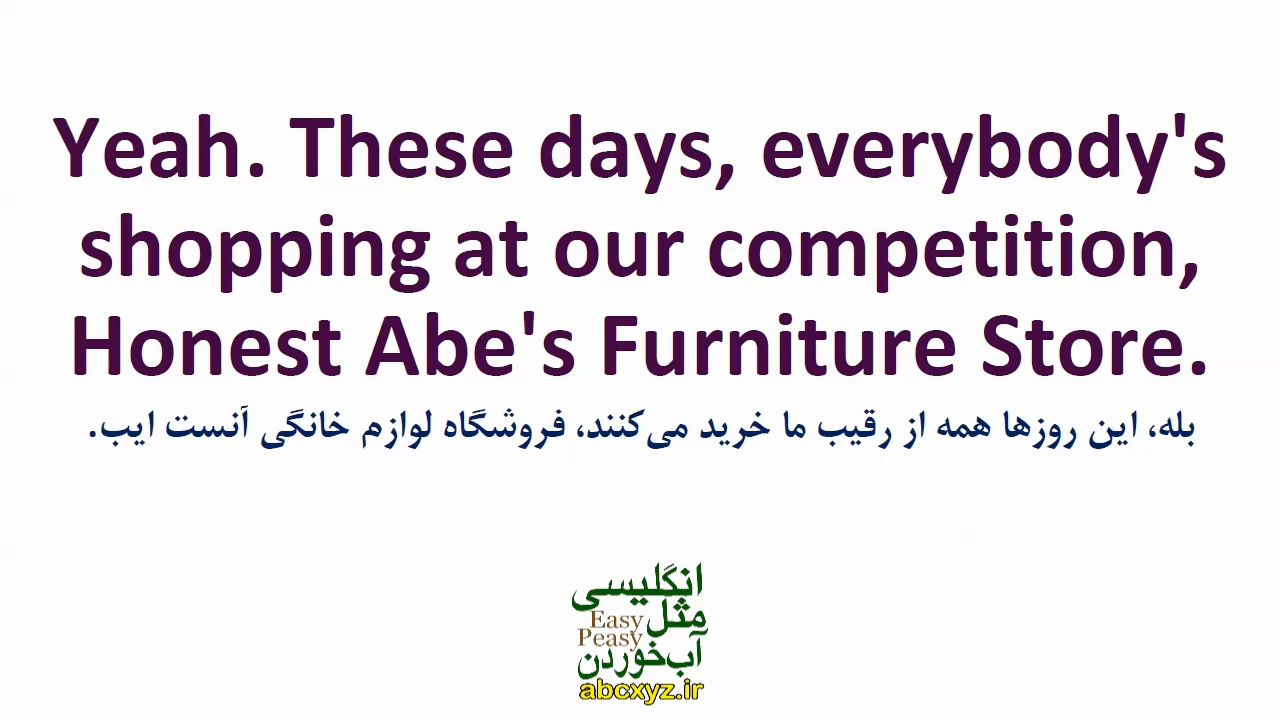 Yeah. These days, everybody's
shopping at our competition,
Honest Abe's Furniture Store.
بله، این روزها همه از رقیب ما خرید می‌کنند، فروشگاه لوازم خانگی آنست ایب.
انگلیسی
مثل
Easy
Peasy
آب‌خوردن
abcxyz.ir